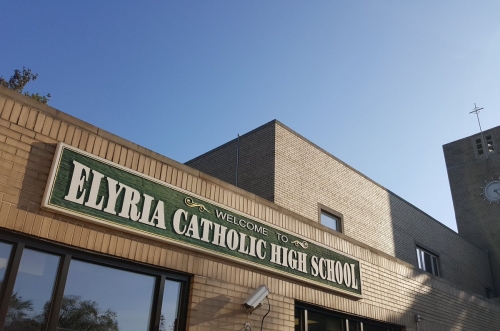 WELCOME TO
ELYRIA CATHOLIC HIGH SCHOOL